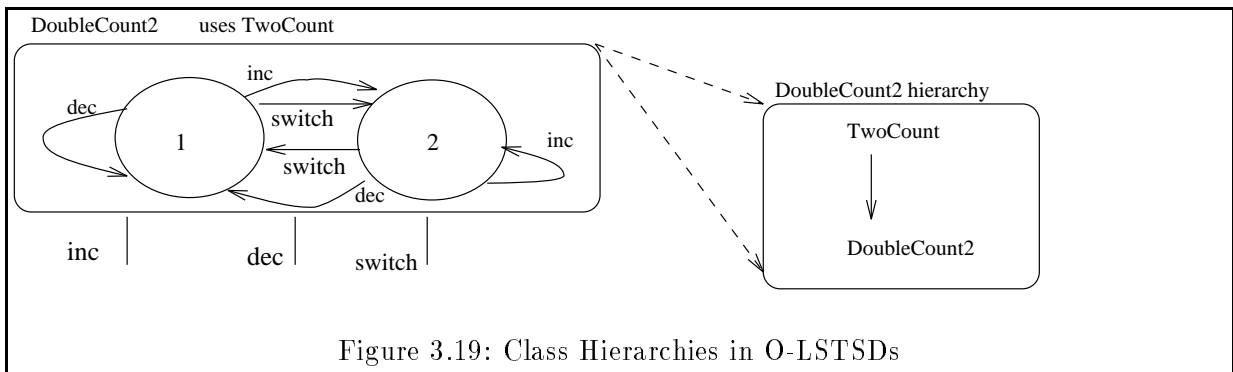 DoubleCount2 uses TwoCount
inc
dec
switch
1
2
inc
switch
dec
inc
dec
switch
DoubleCount2 hierarchy
TwoCount
DoubleCount2
Figure 3.19: Class Hierarchies in O-LSTSDs